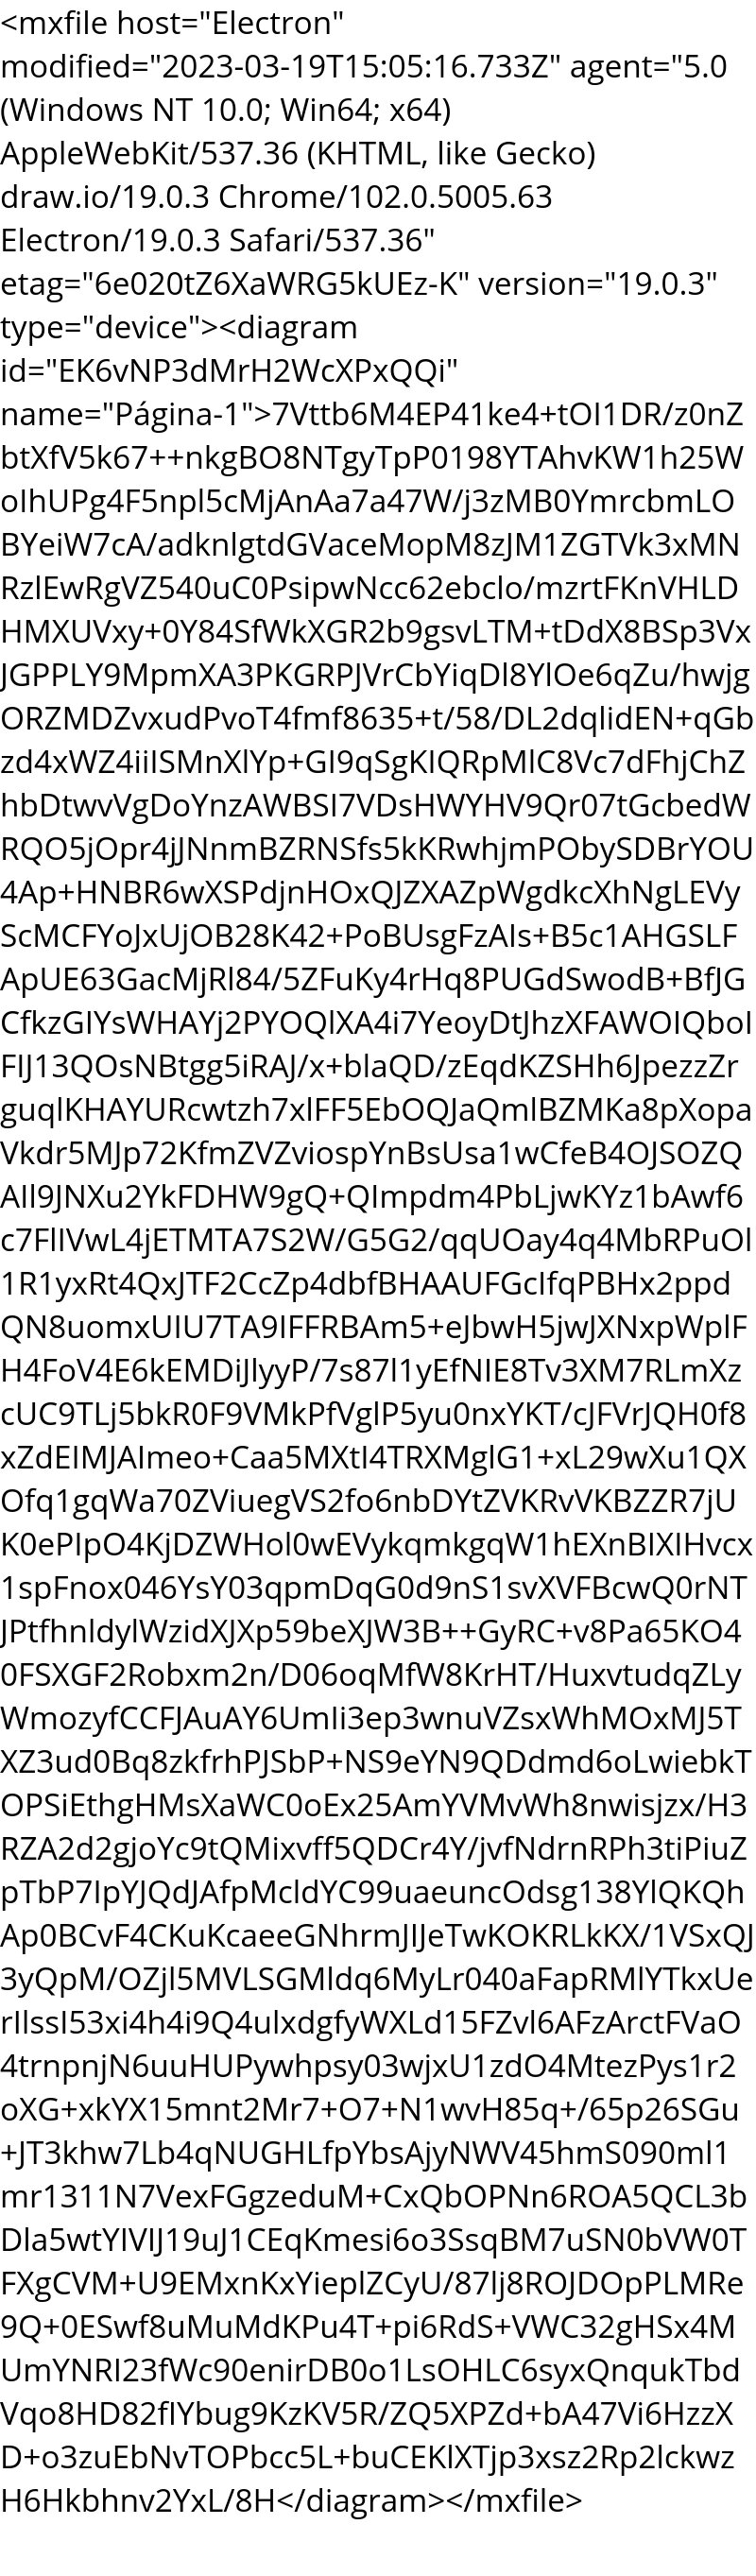 <mxfile host="Electron"
modified="2023-03-19T15:05:16.733Z" agent="5.0
(Windows NT 10.0; Win64; x64)
AppleWebKit/537.36 (KHTML, like Gecko)
draw.io/19.0.3 Chrome/102.0.5005.63
Electron/19.0.3 Safari/537.36"
etag="6e020tZ6XaWRG5kUEz-K" version="19.0.3"
type="device"><diagram
id="EK6vNP3dMrH2WcXPxQQi"
name="Página-1">7Vttb6M4EP41ke4+tOI1DR/z0nZ
btXfV5k67++nkgBO8NTgyTpP0198YTAhvKW1h25W
oIhUPg4F5npl5cMjAnAa7a47W/j3zMB0YmrcbmLO
BYeiW7cA/adknlgtdGVaceMopM8zJM1ZGTVk3xMN
RzlEwRgVZ540uC0PsipwNcc62ebclo/mzrtFKnVHLD
HMXUVxy+0Y84SfWkXGR2b9gsvLTM+tDdX8BSp3Vx
JGPPLY9MpmXA3PKGRPJVrCbYiqDl8YlOe6qZu/hwjg
ORZMDZvxudPvoT4fmf8635+t/58/DL2dqlidEN+qGb
zd4xWZ4iiISMnXlYp+GI9qSgKIQRpMlC8Vc7dFhjChZ
hbDtwvVgDoYnzAWBSI7VDsHWYHV9Qr07tGcbedW
RQO5jOpr4jJNnmBZRNSfs5kKRwhjmPObySDBrYOU
4Ap+HNBR6wXSPdjnHOxQJZXAZpWgdkcXhNgLEVy
ScMCFYoJxUjOB28K42+PoBUsgFzAIs+B5c1AHGSLF
ApUE63GacMjRl84/5ZFuKy4rHq8PUGdSwodB+BfJG
CfkzGIYsWHAYj2PYOQlXA4i7YeoyDtJhzXFAWOIQboI
FIJ13QOsNBtgg5iRAJ/x+blaQD/zEqdKZSHh6JpezzZr
guqlKHAYURcwtzh7xlFF5EbOQJaQmlBZMKa8pXopa
Vkdr5MJp72KfmZVZviospYnBsUsa1wCfeB4OJSOZQ
AIl9JNXu2YkFDHW9gQ+QImpdm4PbLjwKYz1bAwf6
c7FlIVwL4jETMTA7S2W/G5G2/qqUOay4q4MbRPuOl
1R1yxRt4QxJTF2CcZp4dbfBHAAUFGcIfqPBHx2ppd
QN8uomxUIU7TA9IFFRBAm5+eJbwH5jwJXNxpWplF
H4FoV4E6kEMDiJlyyP/7s87l1yEfNIE8Tv3XM7RLmXz
cUC9TLj5bkR0F9VMkPfVglP5yu0nxYKT/cJFVrJQH0f8
xZdEIMJAImeo+Caa5MXtI4TRXMglG1+xL29wXu1QX
Ofq1gqWa70ZViuegVS2fo6nbDYtZVKRvVKBZZR7jU
K0ePIpO4KjDZWHol0wEVykqmkgqW1hEXnBIXIHvcx
1spFnox046YsY03qpmDqG0d9nS1svXVFBcwQ0rNT
JPtfhnldylWzidXJXp59beXJW3B++GyRC+v8Pa65KO4
0FSXGF2Robxm2n/D06oqMfW8KrHT/HuxvtudqZLy
WmozyfCCFJAuAY6UmIi3ep3wnuVZsxWhMOxMJ5T
XZ3ud0Bq8zkfrhPJSbP+NS9eYN9QDdmd6oLwiebkT
OPSiEthgHMsXaWC0oEx25AmYVMvWh8nwisjzx/H3
RZA2d2gjoYc9tQMixvff5QDCr4Y/jvfNdrnRPh3tiPiuZ
pTbP7IpYJQdJAfpMcldYC99uaeuncOdsg138YlQKQh
Ap0BCvF4CKuKcaeeGNhrmJIJeTwKOKRLkKX/1VSxQJ
3yQpM/OZjl5MVLSGMldq6MyLr040aFapRMlYTkxUe
rIlssI53xi4h4i9Q4ulxdgfyWXLd15FZvl6AFzArctFVaO
4trnpnjN6uuHUPywhpsy03wjxU1zdO4MtezPys1r2
oXG+xkYX15mnt2Mr7+O7+N1wvH85q+/65p26SGu
+JT3khw7Lb4qNUGHLfpYbsAjyNWV45hmS090ml1
mr1311N7VexFGgzeduM+CxQbOPNn6ROA5QCL3b
Dla5wtYIVIJ19uJ1CEqKmesi6o3SsqBM7uSN0bVW0T
FXgCVM+U9EMxnKxYieplZCyU/87lj8ROJDOpPLMRe
9Q+0ESwf8uMuMdKPu4T+pi6RdS+VWC32gHSx4M
UmYNRI23fWc90enirDB0o1LsOHLC6syxQnqukTbd
Vqo8HD82fIYbug9KzKV5R/ZQ5XPZd+bA47Vi6HzzX
D+o3zuEbNvTOPbcc5L+buCEKlXTjp3xsz2Rp2lckwz
H6Hkbhnv2YxL/8H</diagram></mxfile>